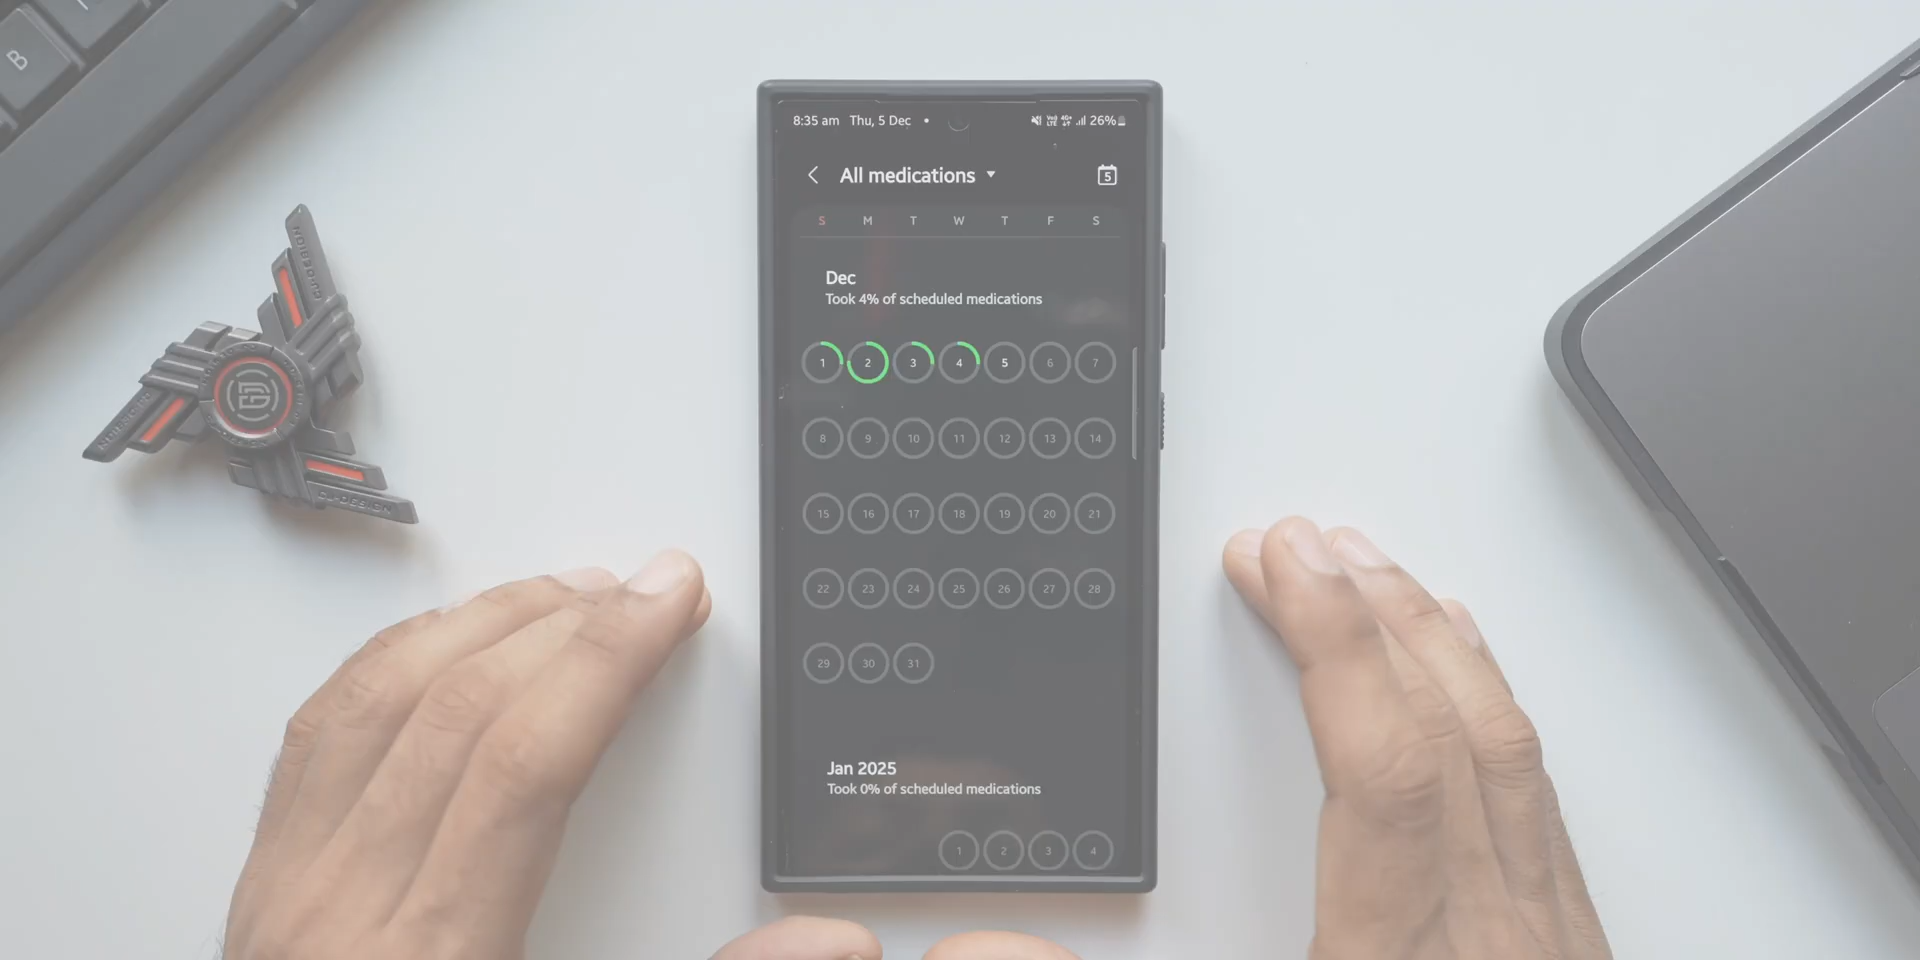 B
8:35 am Thu, 5 Dec • 26%
All medications
5
S M T W T F S
Dec
Took 4% of scheduled medications
1 2 3 4 5 6 7
8 9 10 11 12 13 14
15 16 17 18 19 20 21
22 23 24 25 26 27 28
29 30 31
Jan 2025
Took 0% of scheduled medications
1 2 3 4